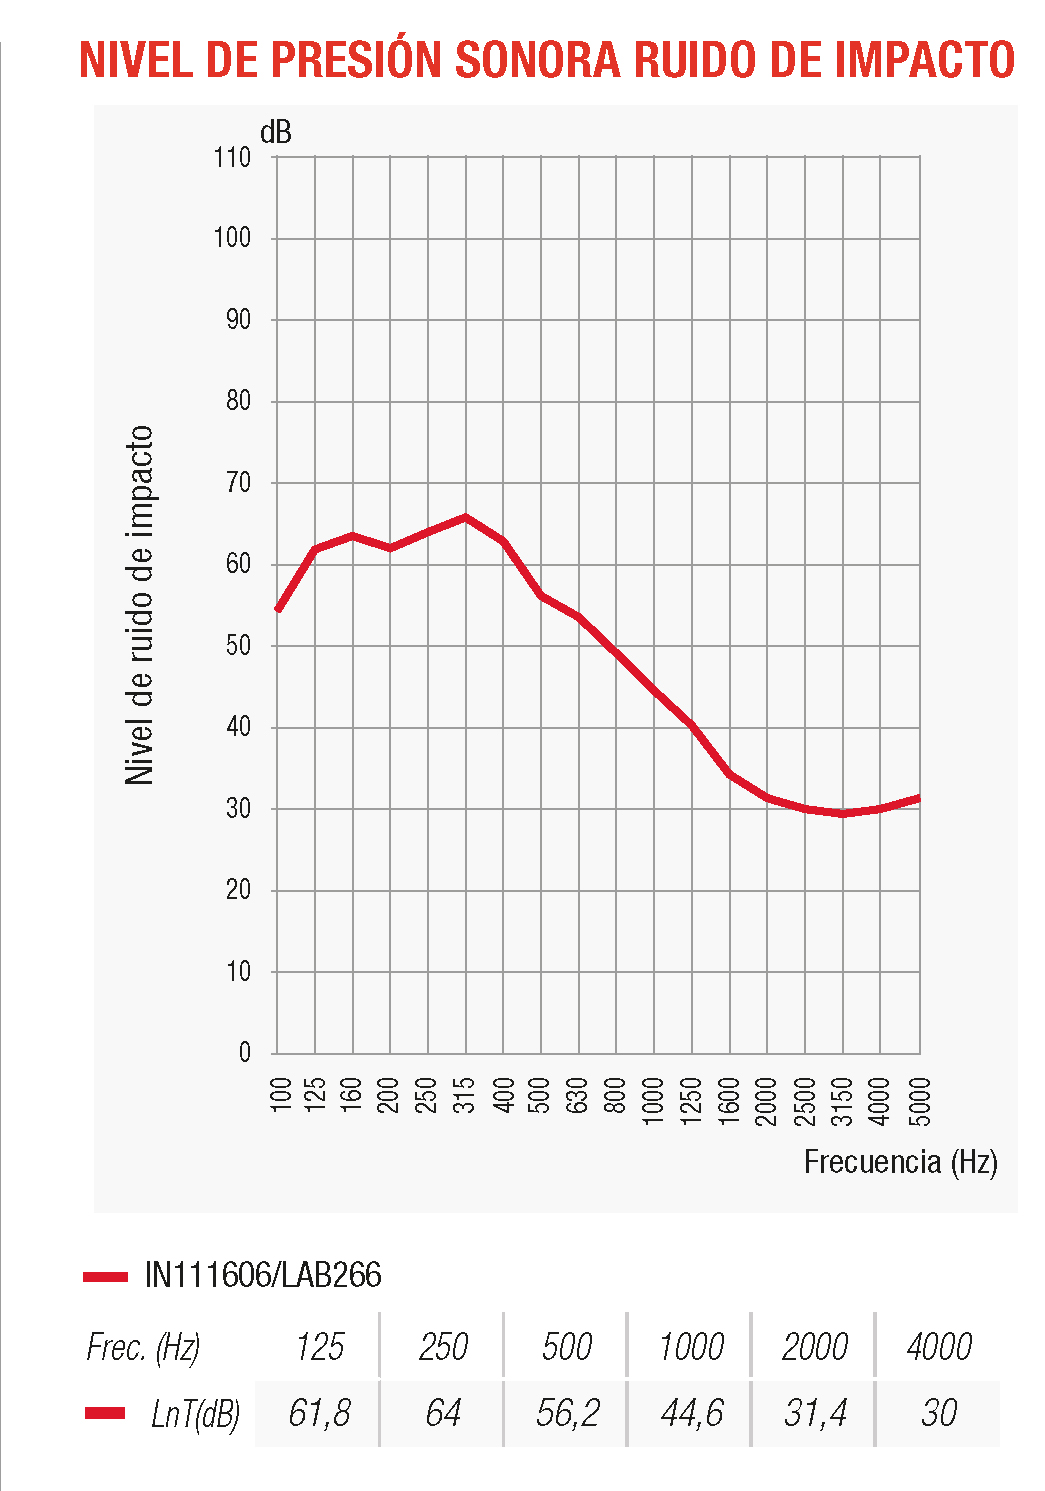 NIVEL DE PRESIÓN SONORA RUIDO DE IMPACTO
dB
110
100
90
80
70
60
50
40
30
20
10
0
Nivel de ruido de impacto
100 125 160 200 250 315 400 500 630 800 1000 1250 1600 2000 2500 3150 4000 5000
Frecuencia (Hz)
IN111606/LAB266
Frec. (Hz) 125 250 500 1000 2000 4000
LnT(dB) 61,8 64 56,2 44,6 31,4 30